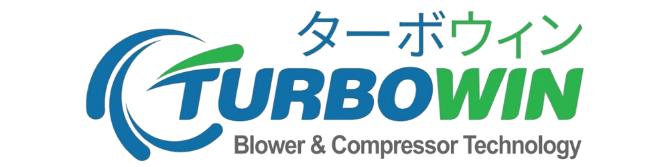 ターボウィン
TURBOWIN
Blower & Compressor Technology